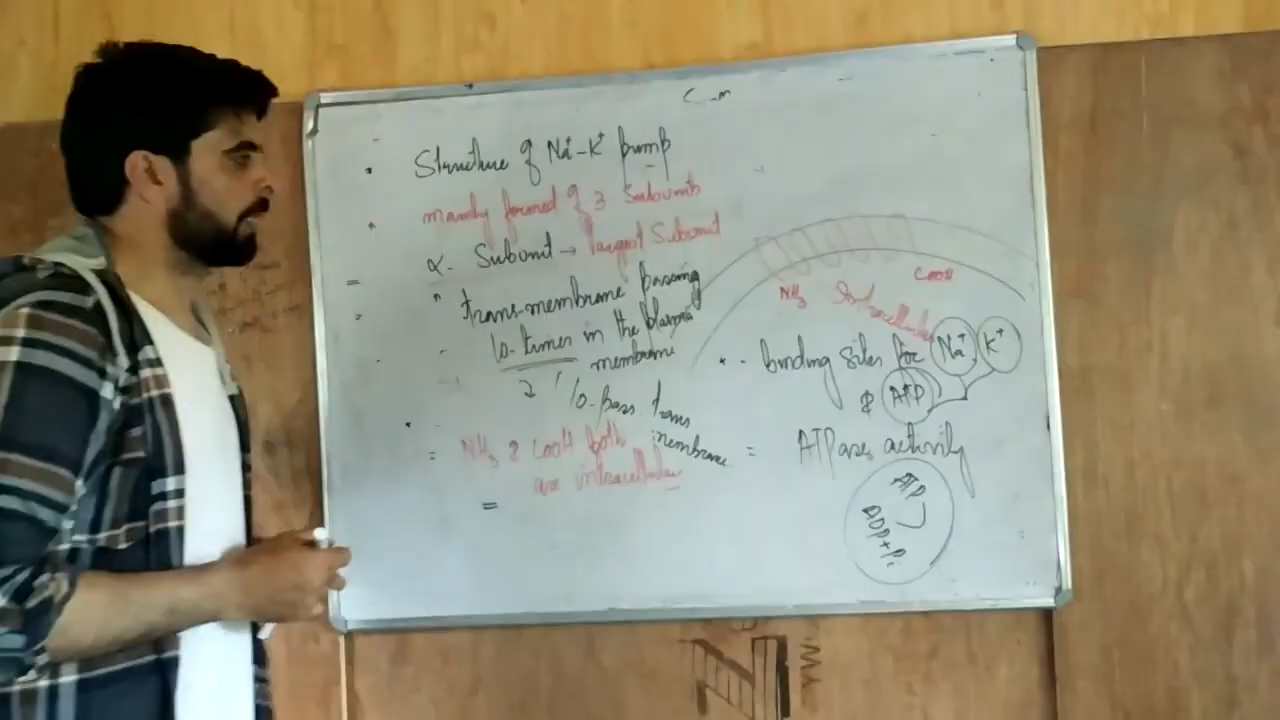 Structure of Na+-K+ pump
mainly formed of 3 Subunits
α- Subunit → largest Subunit
" trans-membrane passing
10-times in the plasma
membrane
10-pass trans
membrane
NH3 & COOH both
are intracellular
NH3
COOH
Intracellular
* - binding sites for Na+, K+
& ATP
= ATPase activity
ATP
ADP+Pi